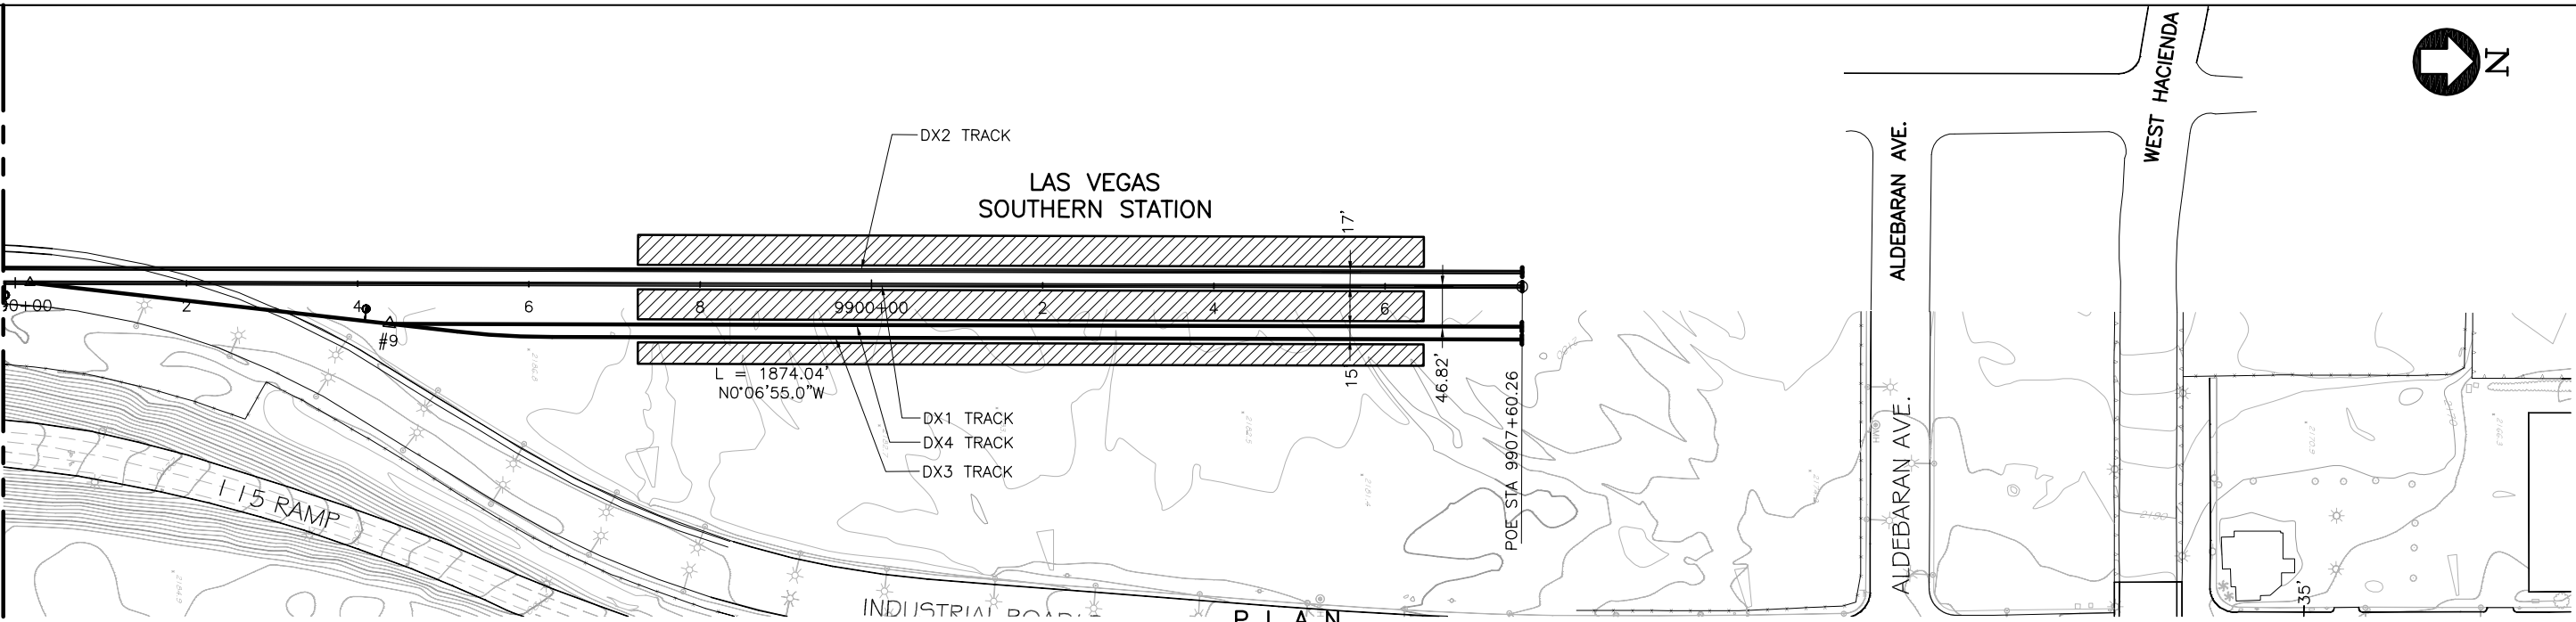 WEST HACIENDA
N
DX2 TRACK
ALDEBARAN AVE.
LAS VEGAS
SOUTHERN STATION
17'
2
4
6
8
9900+00
2
4
6
#9
L = 1874.04'
N0°06'55.0"W
15'
46.82'
POE STA 9907+60.26
DX1 TRACK
DX4 TRACK
DX3 TRACK
ALDEBARAN AVE.
I 15 RAMP
INDUSTRIAL ROAD
PLAN
35'